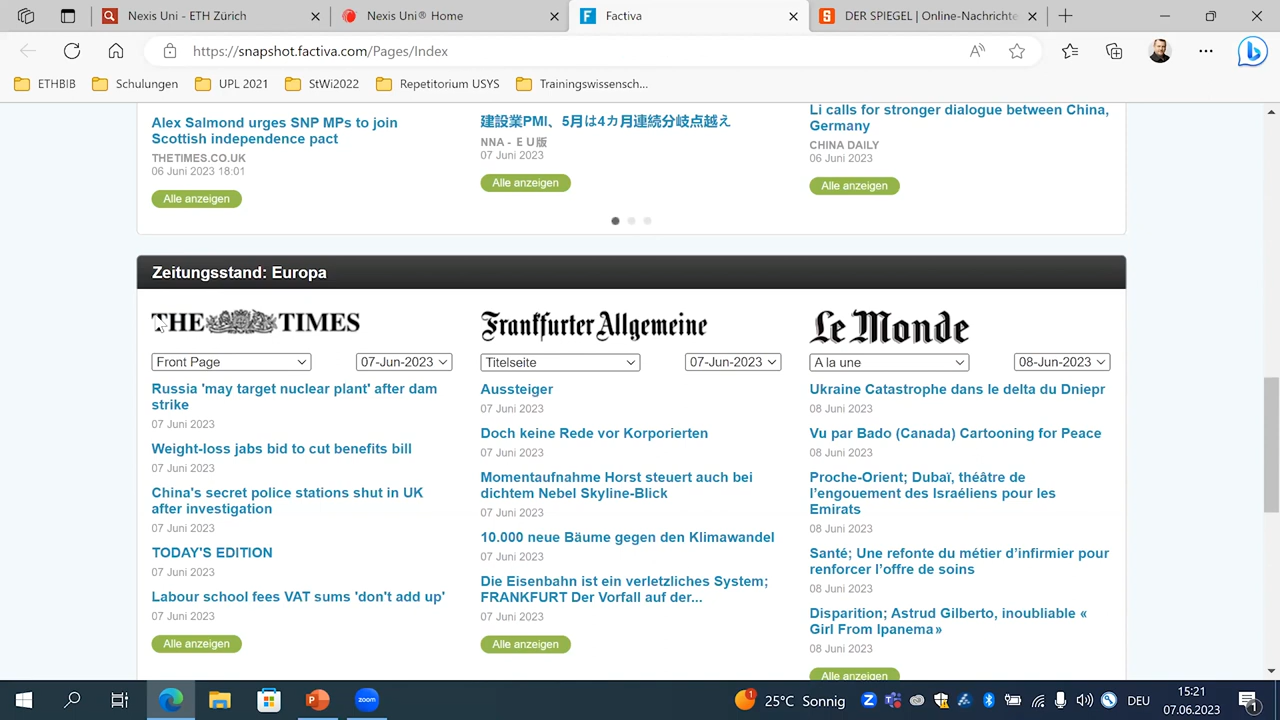 Nexis Uni - ETH Zürich
Nexis Uni® Home
Factiva
DER SPIEGEL | Online-Nachrichte
https://snapshot.factiva.com/Pages/Index
ETHBIB
Schulungen
UPL 2021
StWi2022
Repetitorium USYS
Trainingswissensch...
Alex Salmond urges SNP MPs to join
Scottish independence pact
THETIMES.CO.UK
06 Juni 2023 18:01
Alle anzeigen
建設業PMI、5月は4カ月連続分岐点越え
NNA - ＥＵ版
07 Juni 2023
Alle anzeigen
Li calls for stronger dialogue between China,
Germany
CHINA DAILY
06 Juni 2023
Alle anzeigen
Zeitungsstand: Europa
THE TIMES
Front Page
07-Jun-2023
Russia 'may target nuclear plant' after dam
strike
07 Juni 2023
Weight-loss jabs bid to cut benefits bill
07 Juni 2023
China's secret police stations shut in UK
after investigation
07 Juni 2023
TODAY'S EDITION
07 Juni 2023
Labour school fees VAT sums 'don't add up'
07 Juni 2023
Alle anzeigen
Frankfurter Allgemeine
Titelseite
07-Jun-2023
Aussteiger
07 Juni 2023
Doch keine Rede vor Korporierten
07 Juni 2023
Momentaufnahme Horst steuert auch bei
dichtem Nebel Skyline-Blick
07 Juni 2023
10.000 neue Bäume gegen den Klimawandel
07 Juni 2023
Die Eisenbahn ist ein verletzliches System;
FRANKFURT Der Vorfall auf der...
07 Juni 2023
Alle anzeigen
Le Monde
A la une
08-Jun-2023
Ukraine Catastrophe dans le delta du Dniepr
08 Juni 2023
Vu par Bado (Canada) Cartooning for Peace
08 Juni 2023
Proche-Orient; Dubaï, théâtre de
l'engouement des Israéliens pour les
Emirats
08 Juni 2023
Santé; Une refonte du métier d'infirmier pour
renforcer l'offre de soins
08 Juni 2023
Disparition; Astrud Gilberto, inoubliable «
Girl From Ipanema»
08 Juni 2023
Alle anzeigen
zoom
1
25°C Sonnig
DEU
15:21
07.06.2023
1